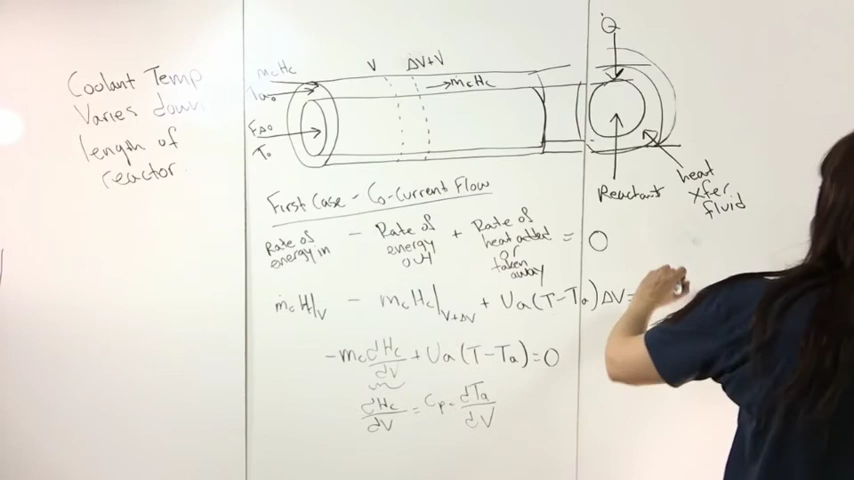 Coolant Temp
Varies down
length of
reactor.
ṁcHc
Ta₀
FA₀
T₀
V
ΔV+V
ṁcHc
Q̇
Reactant
heat
xfer
fluid
First Case - Co-Current Flow
Rate of energy in - Rate of energy out + Rate of heat added or taken away = 0
ṁcH|V - ṁcHc|V+ΔV + Ua(T-Ta)ΔV=
-ṁc dHc/dV + Ua(T-Ta)=0
dHc/dV = Cp · dTa/dV